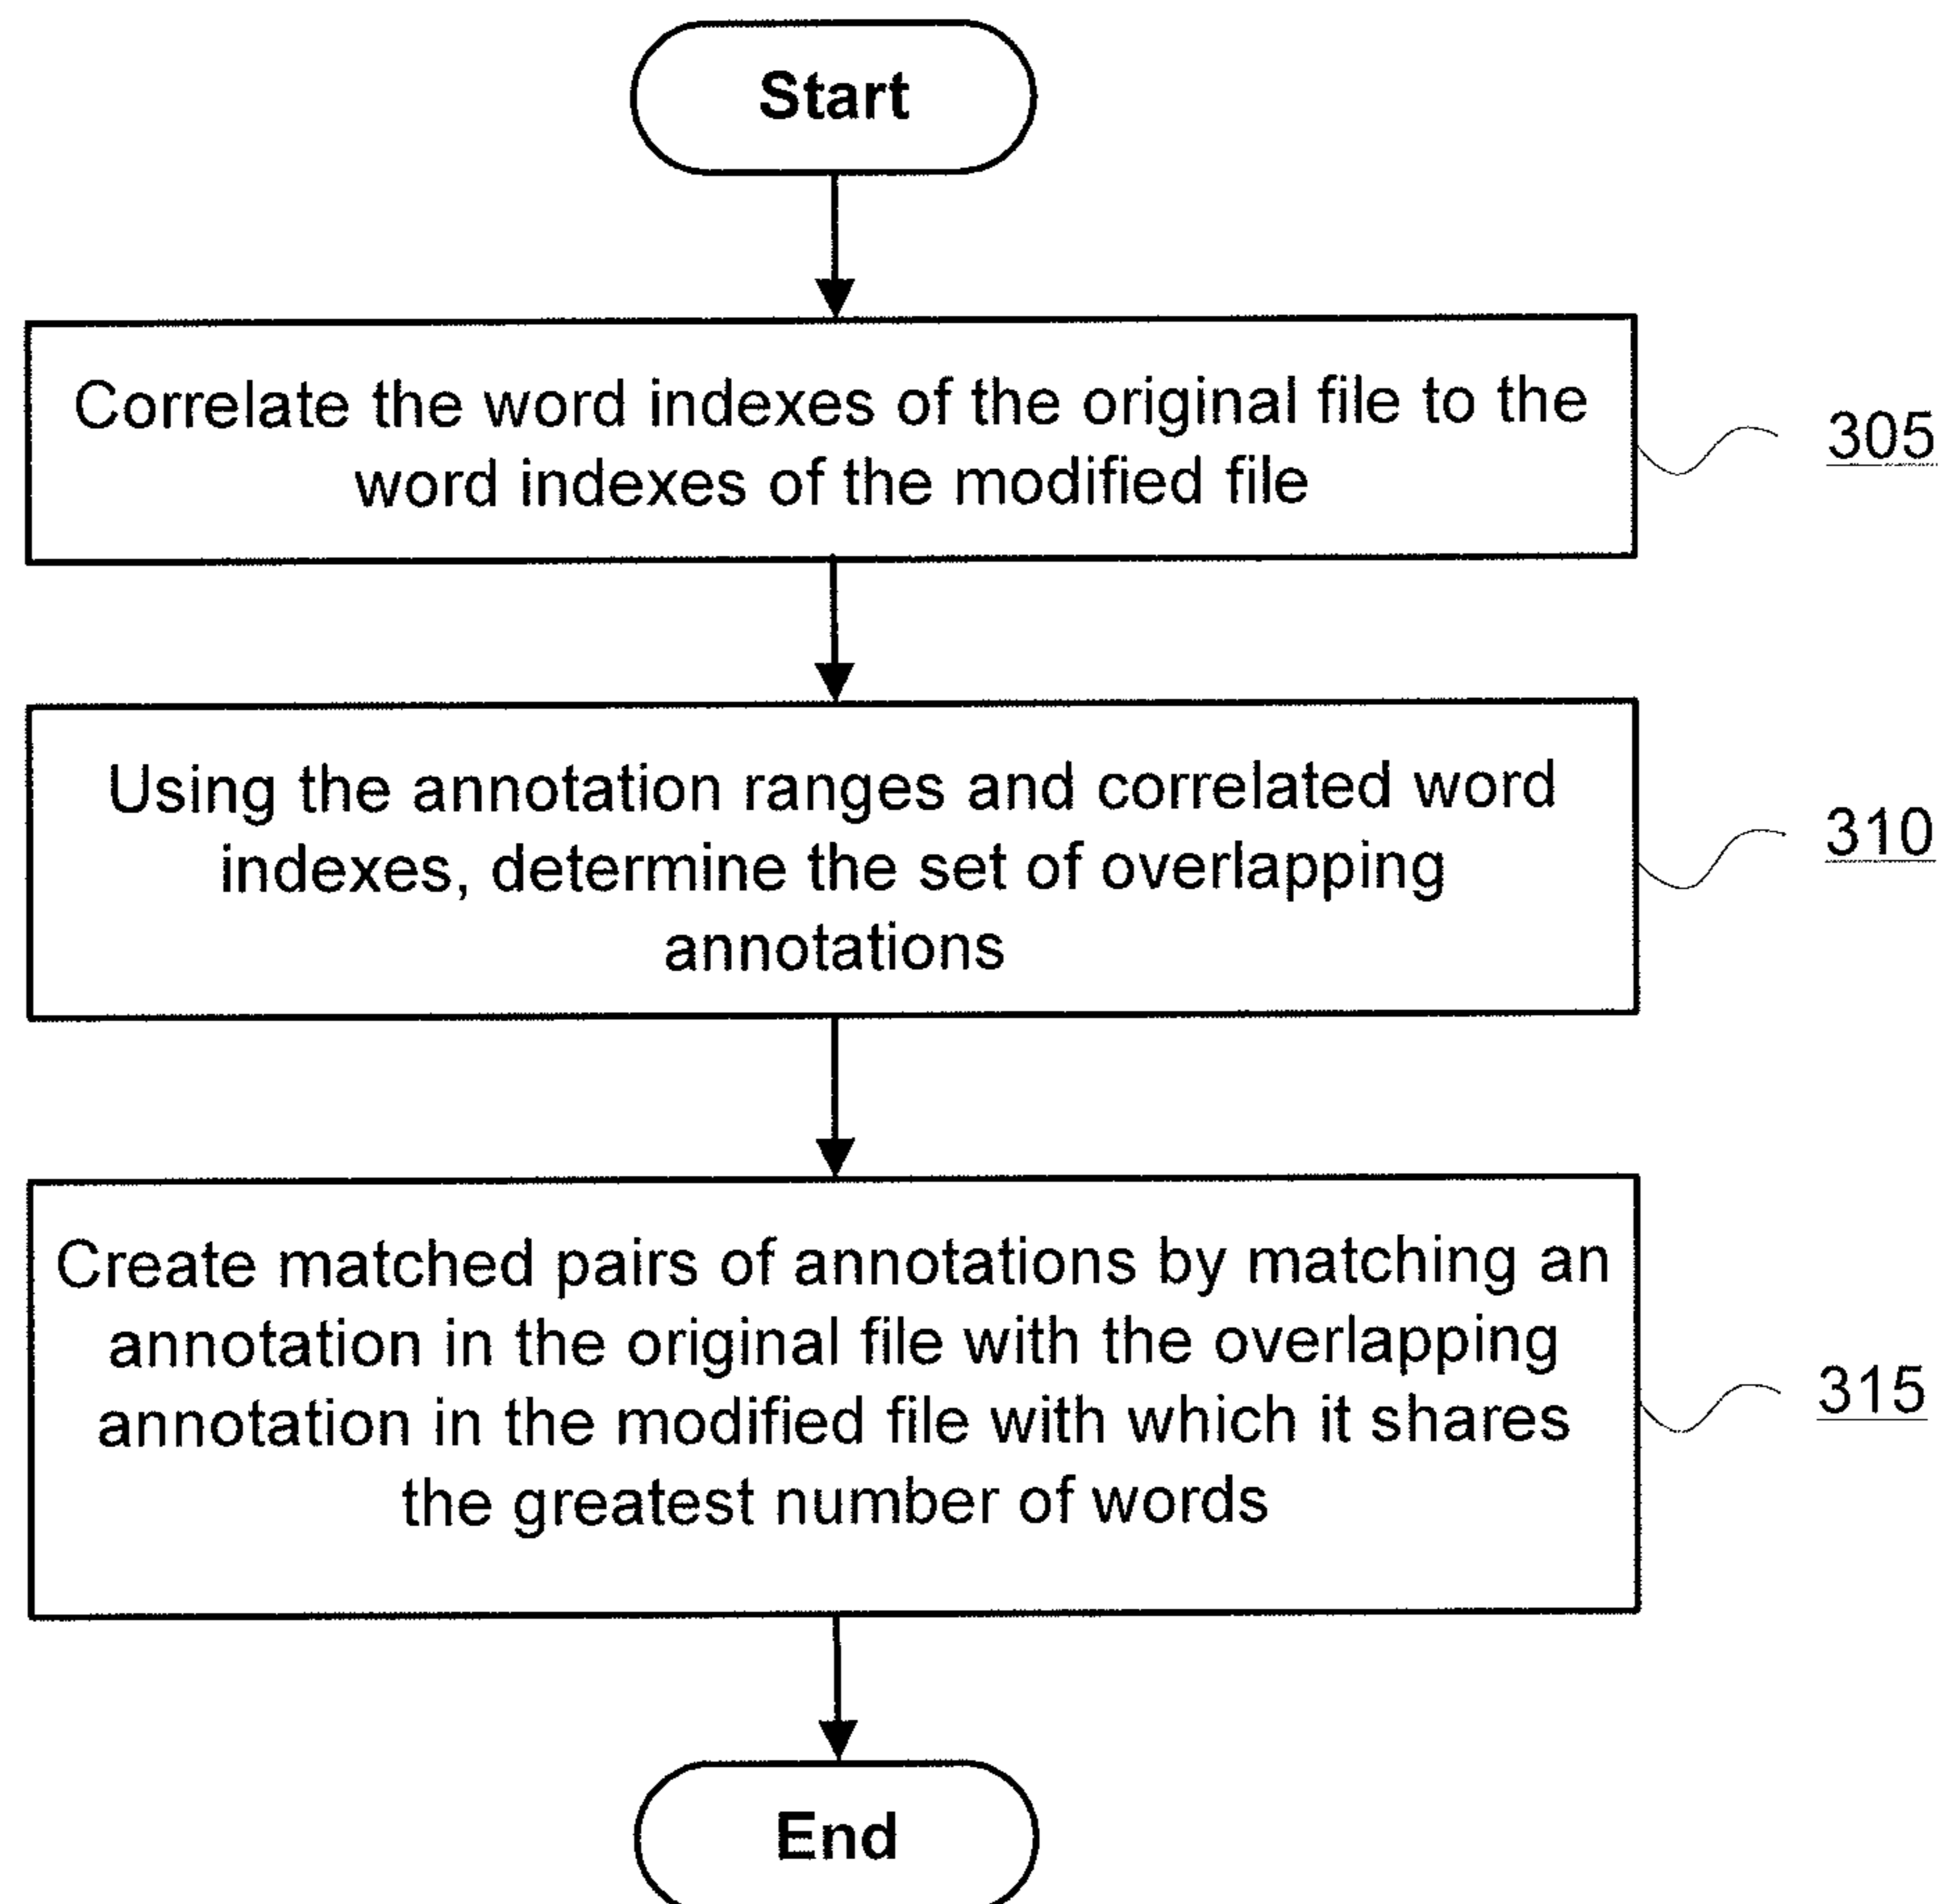 Start
Correlate the word indexes of the original file to the
word indexes of the modified file
305
Using the annotation ranges and correlated word
indexes, determine the set of overlapping
annotations
310
Create matched pairs of annotations by matching an
annotation in the original file with the overlapping
annotation in the modified file with which it shares
the greatest number of words
315
End